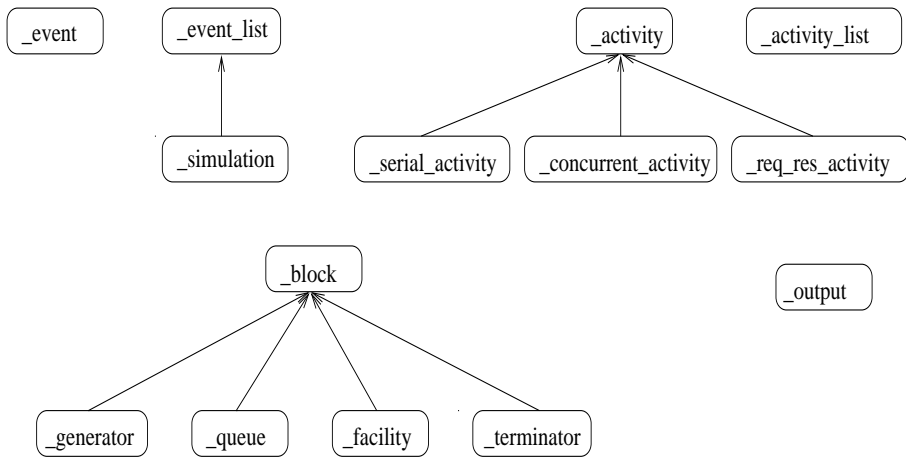 _event
_event_list
_activity
_activity_list
_simulation
_serial_activity
_concurrent_activity
_req_res_activity
_block
_output
_generator
_queue
_facility
_terminator